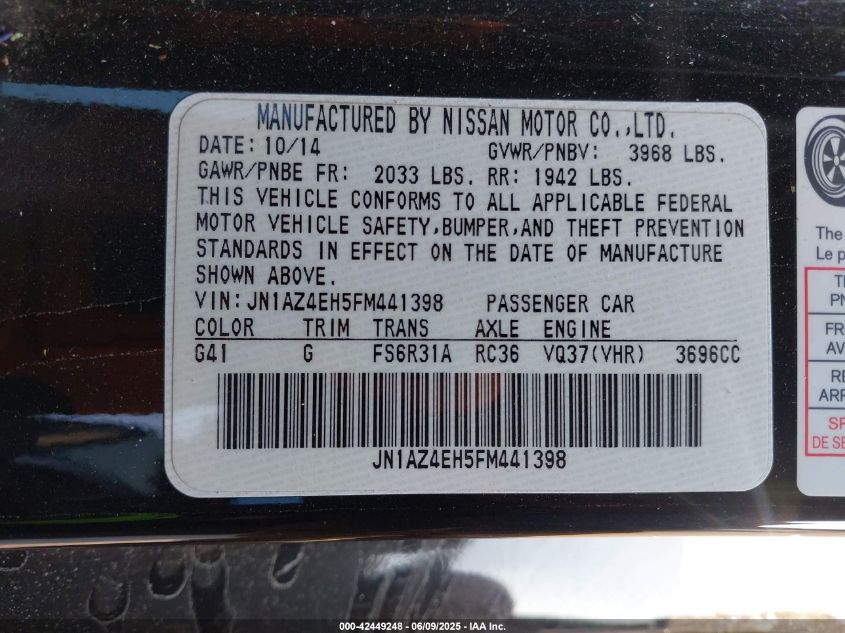 MANUFACTURED BY NISSAN MOTOR CO.,LTD.
DATE: 10/14 GVWR/PNBV: 3968 LBS.
GAWR/PNBE FR: 2033 LBS. RR: 1942 LBS.
THIS VEHICLE CONFORMS TO ALL APPLICABLE FEDERAL
MOTOR VEHICLE SAFETY,BUMPER,AND THEFT PREVENTION
STANDARDS IN EFFECT ON THE DATE OF MANUFACTURE
SHOWN ABOVE.
VIN: JN1AZ4EH5FM441398 PASSENGER CAR
COLOR TRIM TRANS AXLE ENGINE
G41 G FS6R31A RC36 VQ37(VHR) 3696CC
JN1AZ4EH5FM441398
The
Le
DE
000-42449248 - 06/09/2025 - IAA Inc.